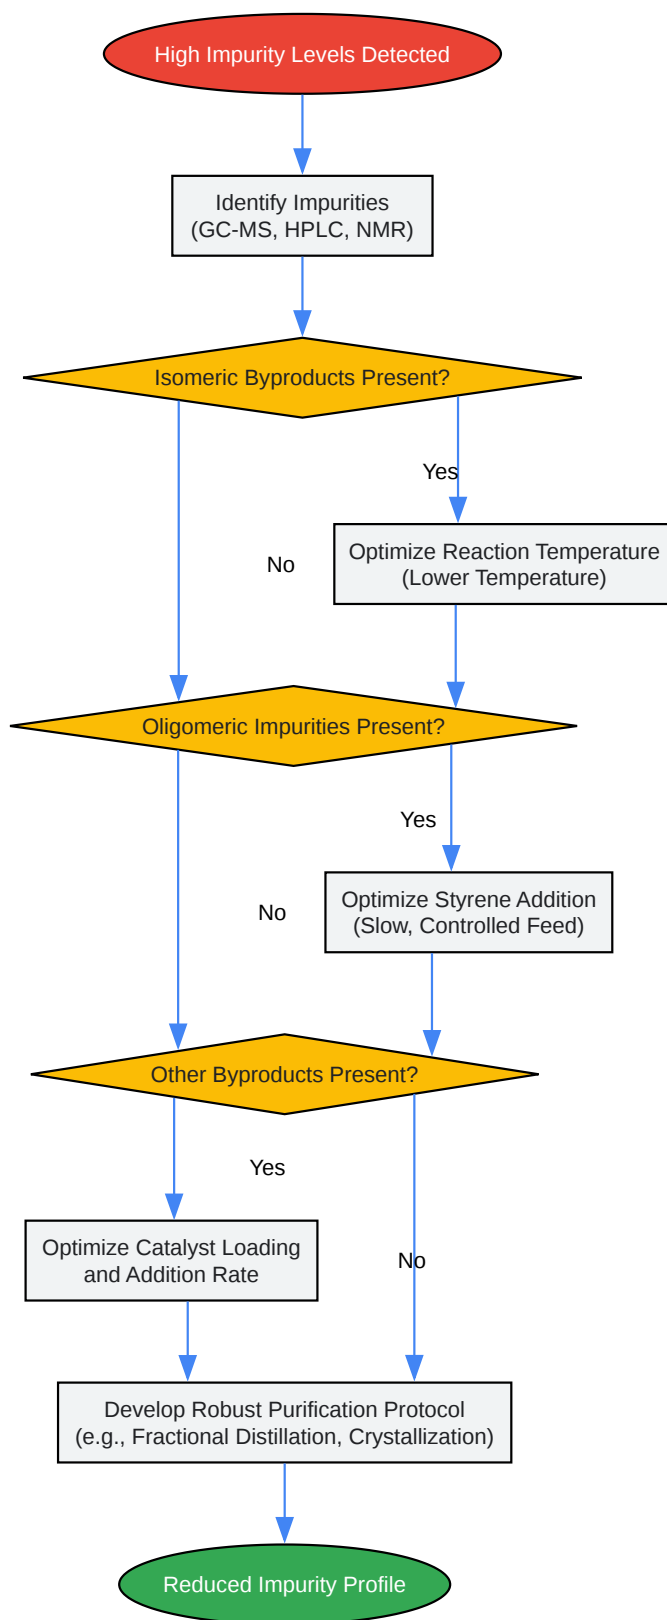 High Impurity Levels Detected
Identify Impurities
(GC-MS, HPLC, NMR)
Isomeric Byproducts Present?
Yes
Optimize Reaction Temperature
(Lower Temperature)
No
Oligomeric Impurities Present?
Yes
Optimize Styrene Addition
(Slow, Controlled Feed)
No
Other Byproducts Present?
Yes
Optimize Catalyst Loading
and Addition Rate
No
Develop Robust Purification Protocol
(e.g., Fractional Distillation, Crystallization)
Reduced Impurity Profile